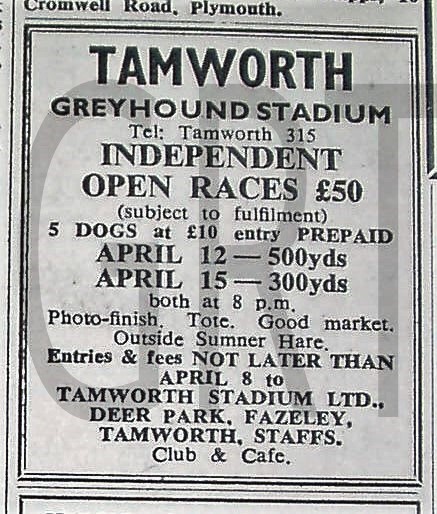 Cromwell Road, Plymouth.
TAMWORTH
GREYHOUND STADIUM
Tel: Tamworth 315
INDEPENDENT
OPEN RACES £50
(subject to fulfilment)
5 DOGS at £10 entry PREPAID
APRIL 12 — 500yds
APRIL 15 — 300yds
both at 8 p.m.
Photo-finish. Tote. Good market.
Outside Sumner Hare.
Entries & fees NOT LATER THAN
APRIL 8 to
TAMWORTH STADIUM LTD.,
DEER PARK, FAZELEY,
TAMWORTH, STAFFS.
Club & Cafe.
GRT